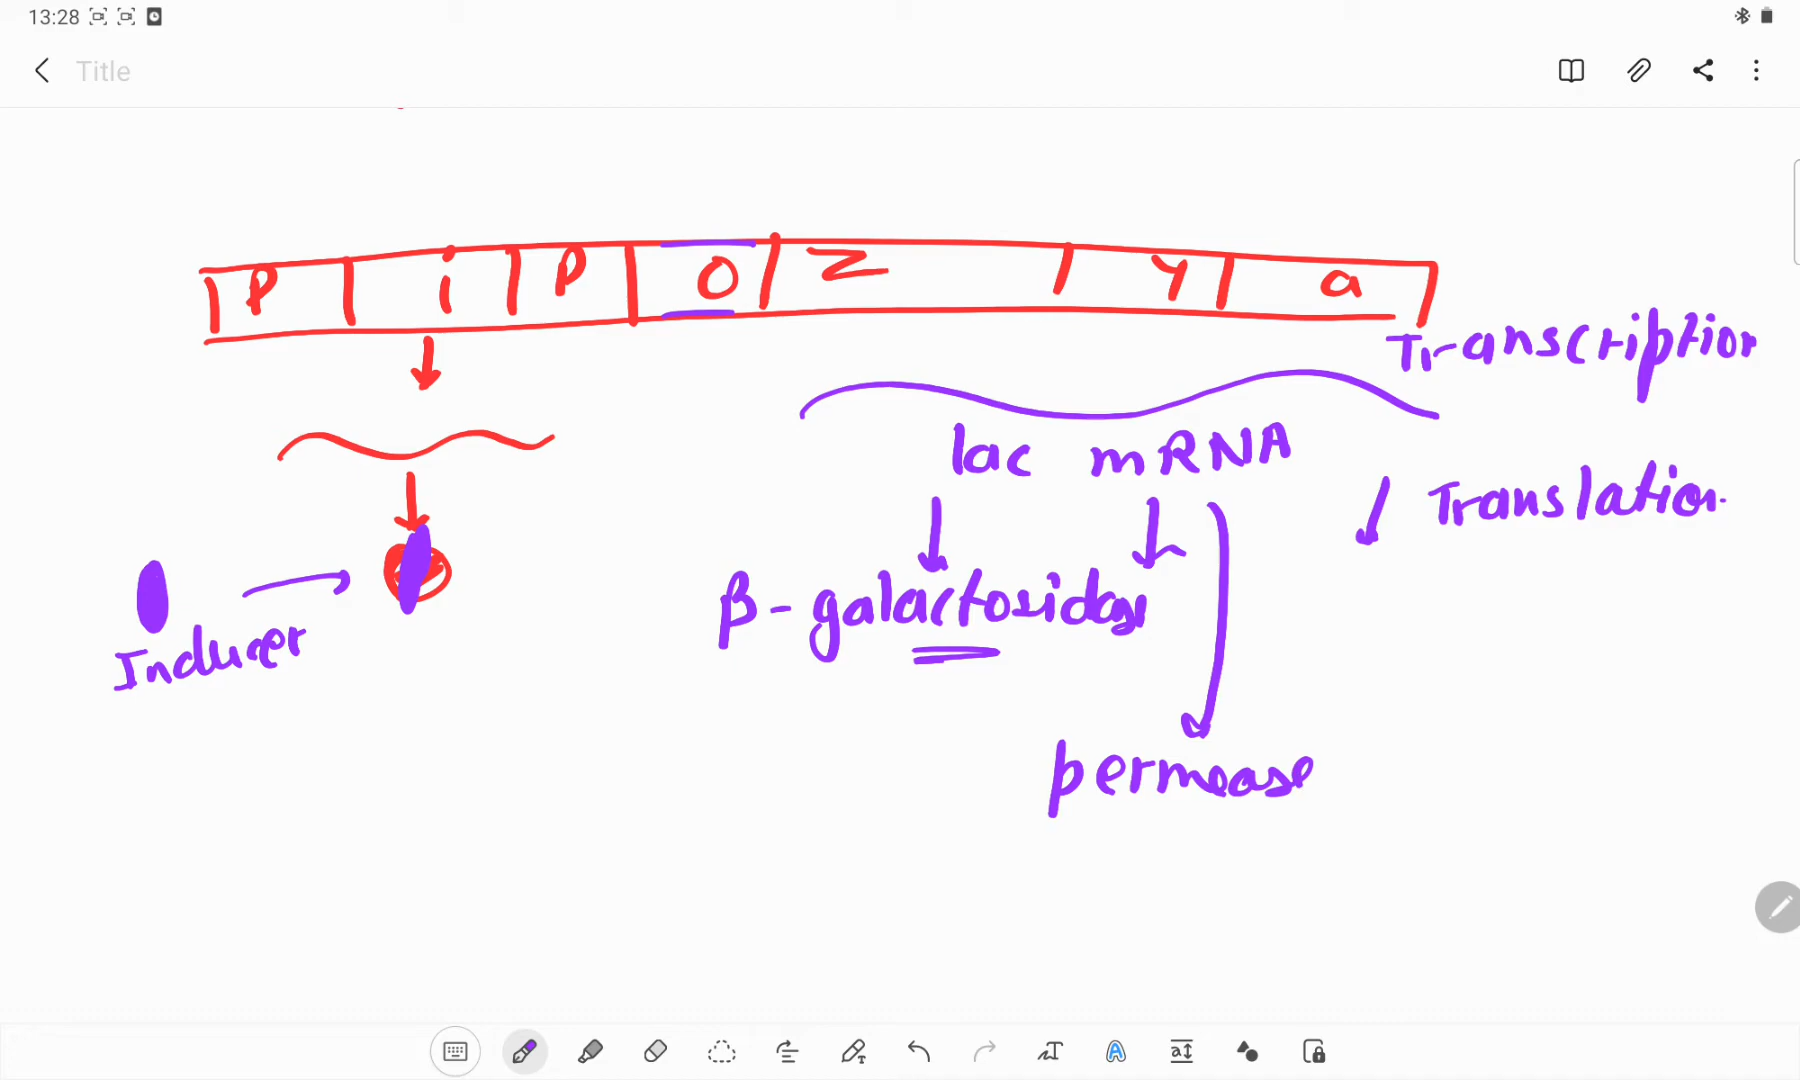 13:28
Title
P i P O Z y a
Transcription
lac mRNA
Translation
β-galactosidase
Inducer
permease